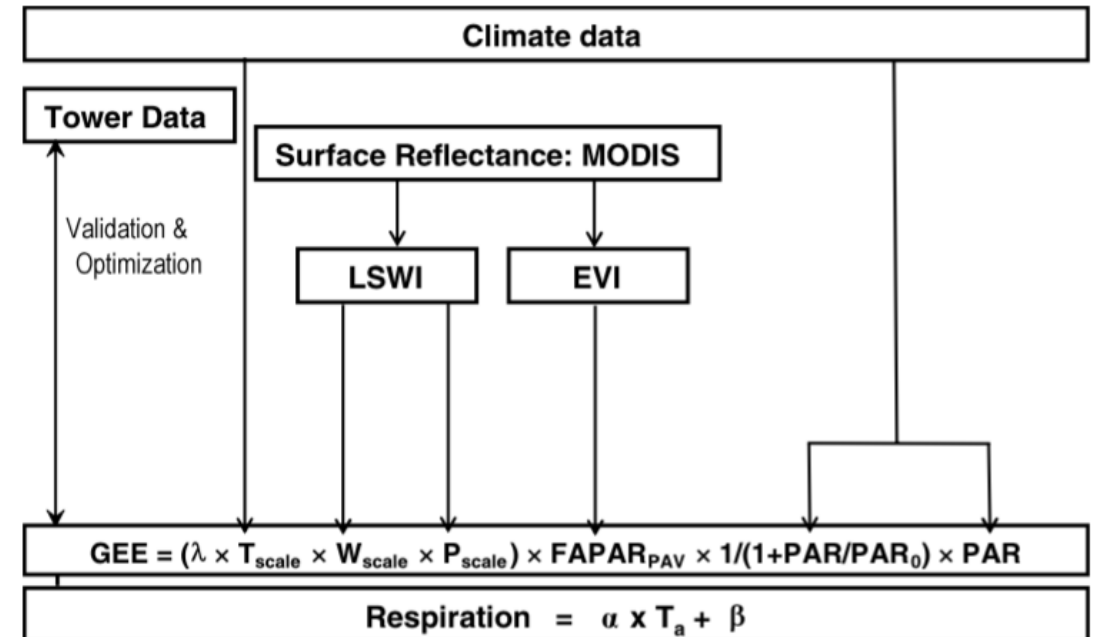 Climate data
Tower Data
Surface Reflectance: MODIS
Validation &
Optimization
LSWI
EVI
GEE = (λ × Tscale × Wscale × Pscale) × FAPARPAV × 1/(1+PAR/PAR0) × PAR
Respiration = α x Ta + β